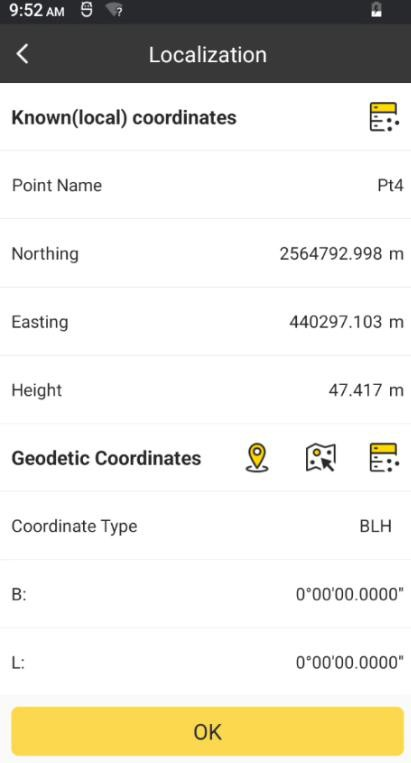 9:52 AM
Localization
Known(local) coordinates
Point Name Pt4
Northing 2564792.998 m
Easting 440297.103 m
Height 47.417 m
Geodetic Coordinates
Coordinate Type BLH
B: 0°00'00.0000"
L: 0°00'00.0000"
OK